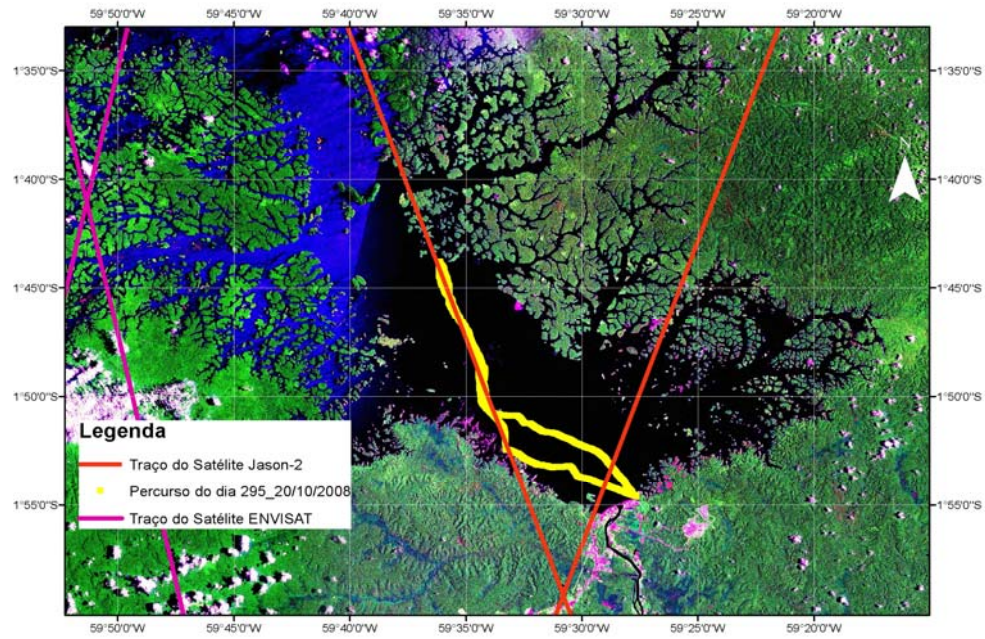 59°50'0"W 59°45'0"W 59°40'0"W 59°35'0"W 59°30'0"W 59°25'0"W 59°20'0"W
1°35'0"S 1°35'0"S
N
1°40'0"S 1°40'0"S
1°45'0"S 1°45'0"S
1°50'0"S 1°50'0"S
Legenda
Traço do Satélite Jason-2
Percurso do dia 295_20/10/2008
Traço do Satélite ENVISAT
1°55'0"S 1°55'0"S
59°50'0"W 59°45'0"W 59°40'0"W 59°35'0"W 59°30'0"W 59°25'0"W 59°20'0"W